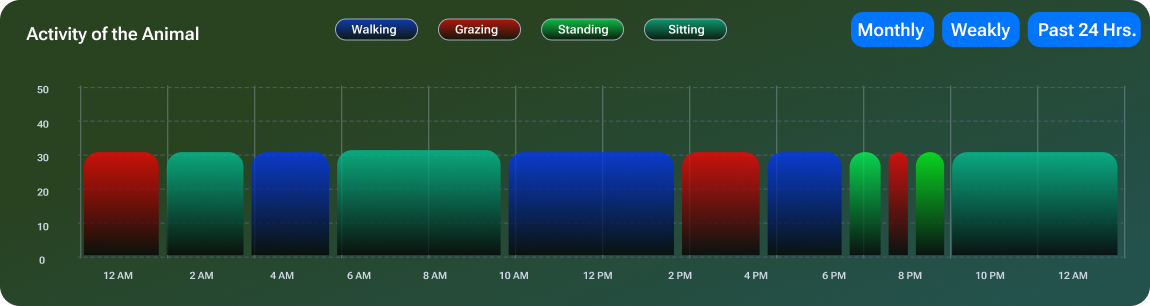 Activity of the Animal
Walking
Grazing
Standing
Sitting
Monthly
Weakly
Past 24 Hrs.
50
40
30
20
10
0
12 AM
2 AM
4 AM
6 AM
8 AM
10 AM
12 PM
2 PM
4 PM
6 PM
8 PM
10 PM
12 AM